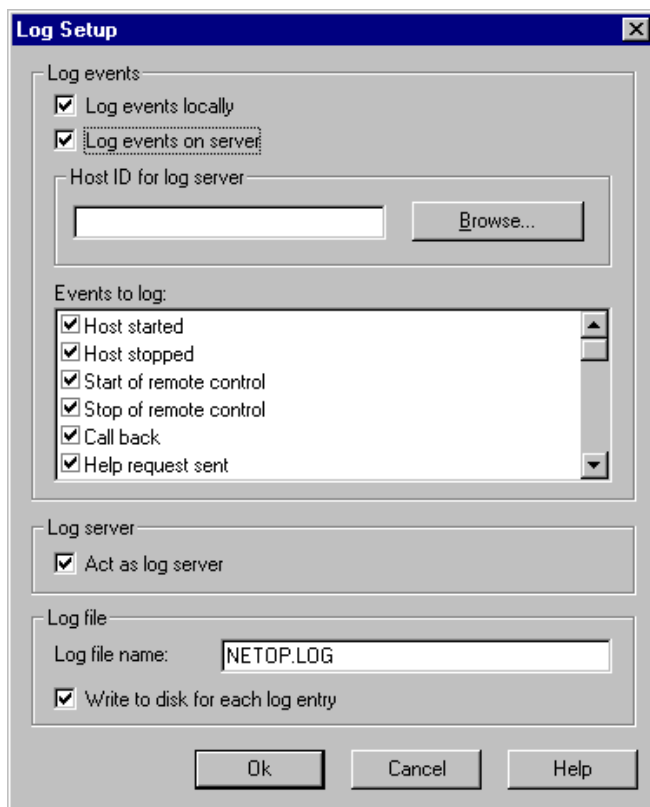 Log Setup
Log events
Log events locally
Log events on server
Host ID for log server
Browse...
Events to log:
Host started
Host stopped
Start of remote control
Stop of remote control
Call back
Help request sent
Log server
Act as log server
Log file
Log file name: NETOP.LOG
Write to disk for each log entry
Ok Cancel Help